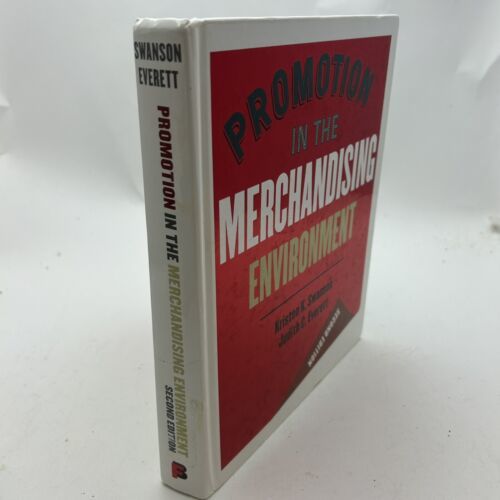 SWANSON
EVERETT
PROMOTION IN THE MERCHANDISING ENVIRONMENT
SECOND EDITION
PROMOTION
IN THE
MERCHANDISING
ENVIRONMENT
Kristen K. Swanson
Judith C. Everett
SECOND EDITION